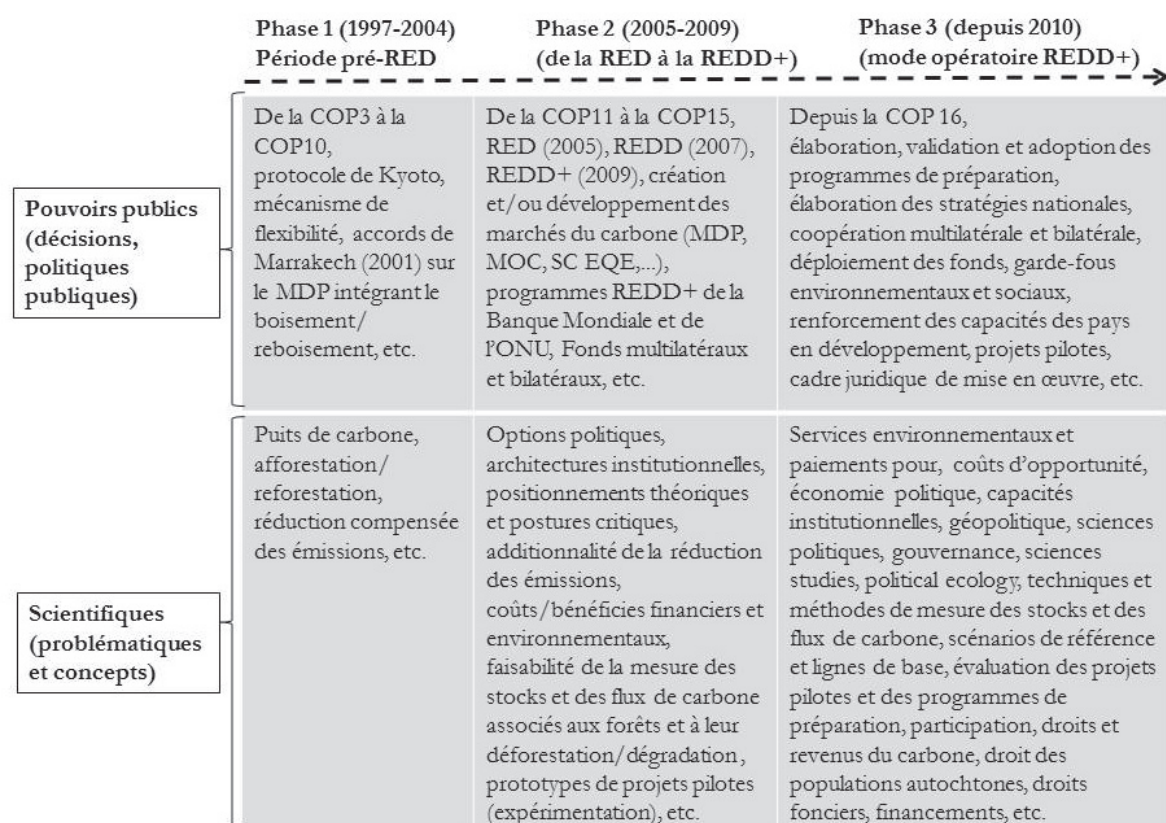 Phase 1 (1997-2004)
Période pré-RED
Phase 2 (2005-2009)
(de la RED à la REDD+)
Phase 3 (depuis 2010)
(mode opératoire REDD+)
Pouvoirs publics
(décisions,
politiques
publiques)
De la COP3 à la
COP10,
protocole de Kyoto,
mécanisme de
flexibilité, accords de
Marrakech (2001) sur
le MDP intégrant le
boisement/
reboisement, etc.
De la COP11 à la COP15,
RED (2005), REDD (2007),
REDD+ (2009), création
et/ou développement des
marchés du carbone (MDP,
MOC, SC EQE,...),
programmes REDD+ de la
Banque Mondiale et de
l'ONU, Fonds multilatéraux
et bilatéraux, etc.
Depuis la COP 16,
élaboration, validation et adoption des
programmes de préparation,
élaboration des stratégies nationales,
coopération multilatérale et bilatérale,
déploiement des fonds, garde-fous
environnementaux et sociaux,
renforcement des capacités des pays
en développement, projets pilotes,
cadre juridique de mise en œuvre, etc.
Scientifiques
(problématiques
et concepts)
Puits de carbone,
afforestation/
reforestation,
réduction compensée
des émissions, etc.
Options politiques,
architectures institutionnelles,
positionnements théoriques
et postures critiques,
additionnalité de la réduction
des émissions,
coûts/bénéficies financiers et
environnementaux,
faisabilité de la mesure des
stocks et des flux de carbone
associés aux forêts et à leur
déforestation/dégradation,
prototypes de projets pilotes
(expérimentation), etc.
Services environnementaux et
paiements pour, coûts d'opportunité,
économie politique, capacités
institutionnelles, géopolitique, sciences
politiques, gouvernance, sciences
studies, political ecology, techniques et
méthodes de mesure des stocks et des
flux de carbone, scénarios de référence
et lignes de base, évaluation des projets
pilotes et des programmes de
préparation, participation, droits et
revenus du carbone, droit des
populations autochtones, droits
fonciers, financements, etc.